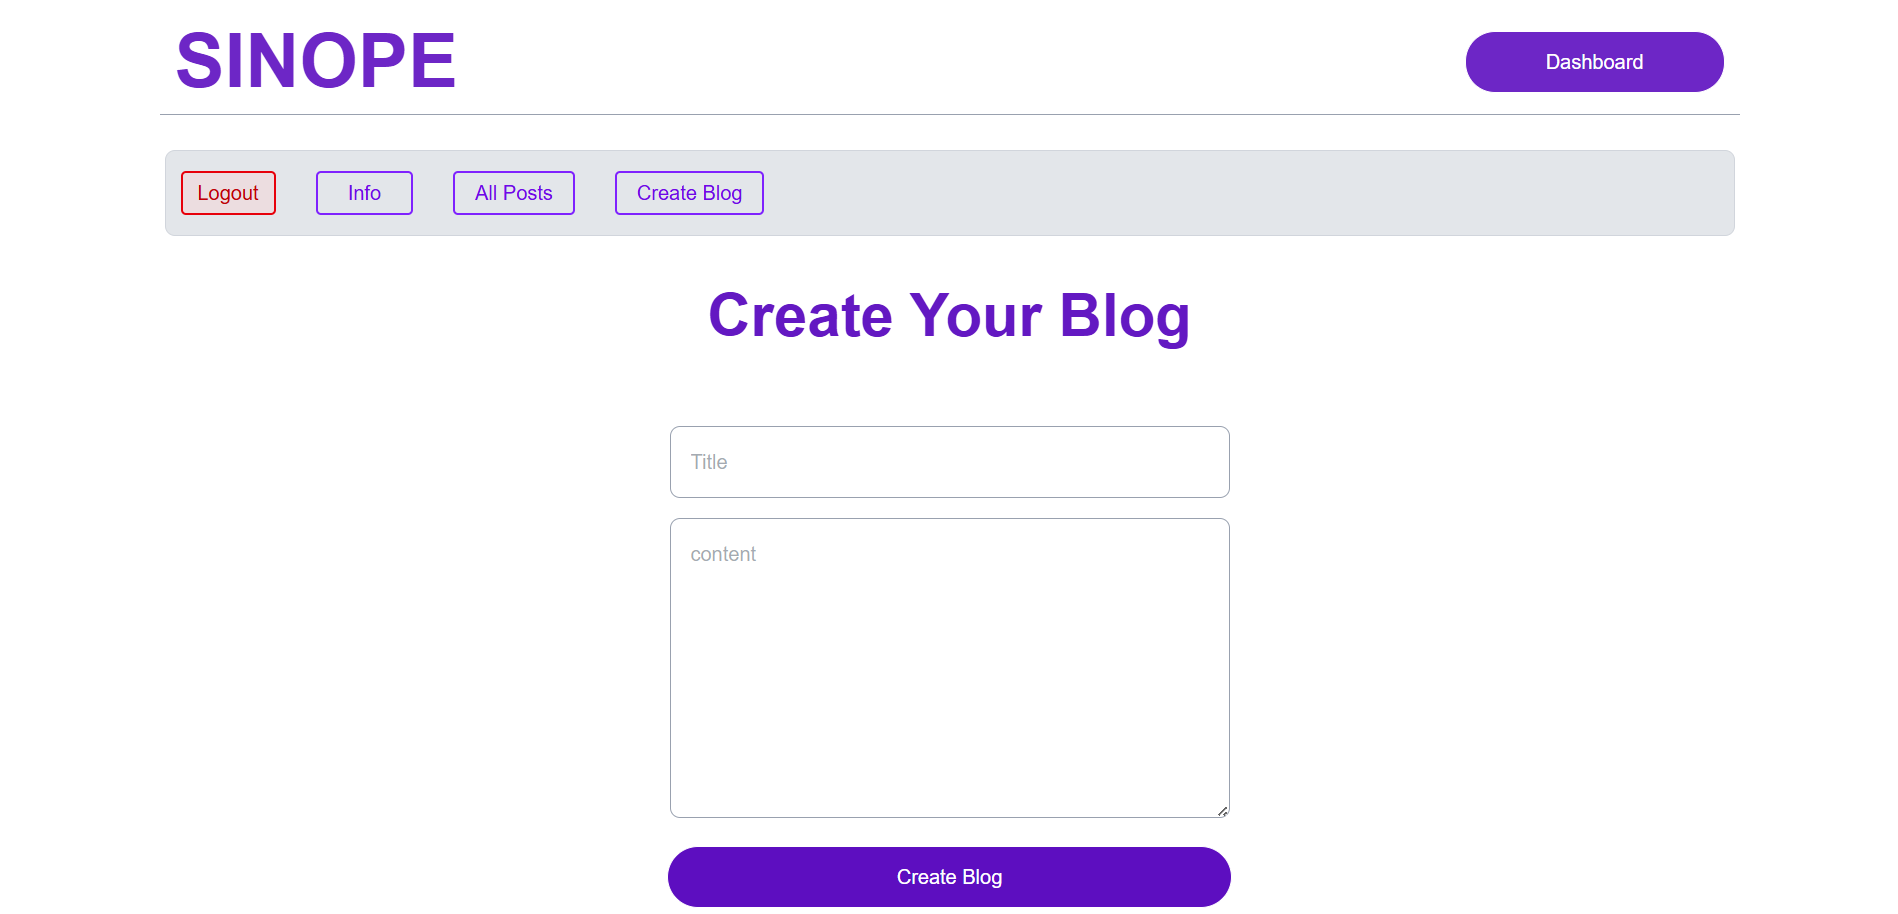 SINOPE
Dashboard
Logout
Info
All Posts
Create Blog
Create Your Blog
Title
content
Create Blog